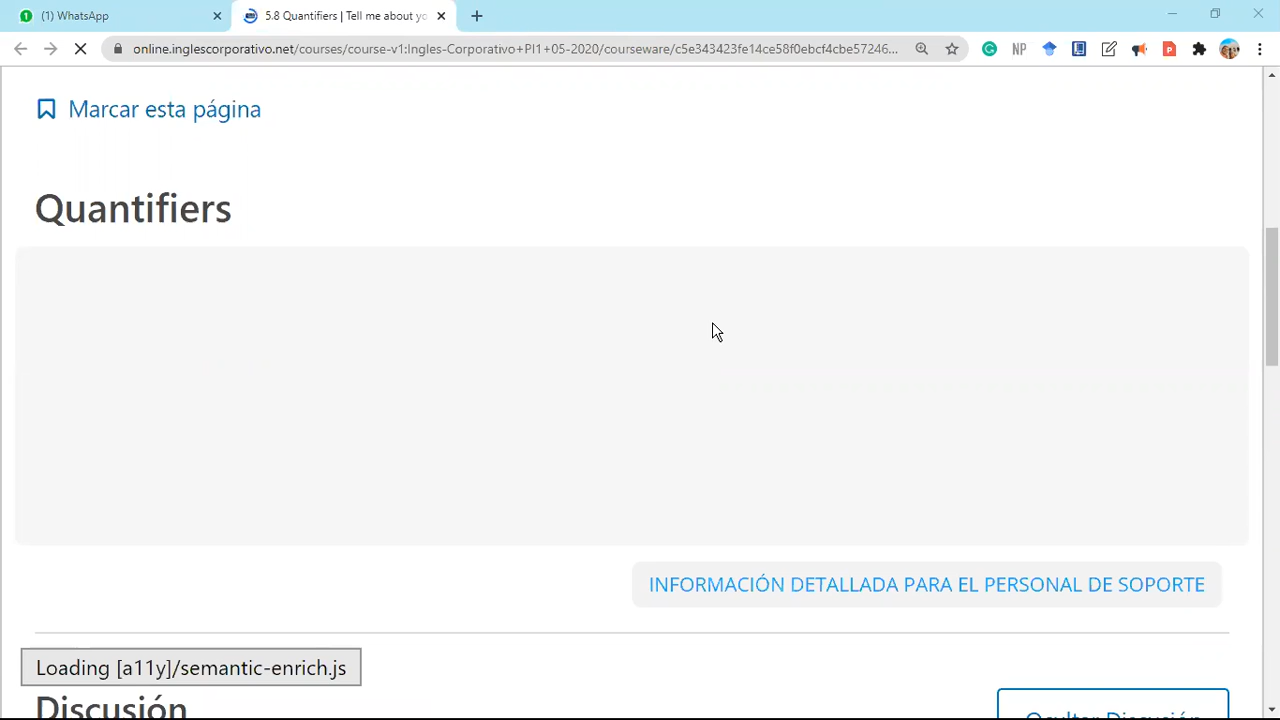 (1) WhatsApp
5.8 Quantifiers | Tell me about yo
online.inglescorporativo.net/courses/course-v1:Ingles-Corporativo+PI1+05-2020/courseware/c5e343423fe14ce58f0ebcf4cbe57246...
NP
Marcar esta página
Quantifiers
INFORMACIÓN DETALLADA PARA EL PERSONAL DE SOPORTE
Loading [a11y]/semantic-enrich.js
Discusión
Ocultar Discusión